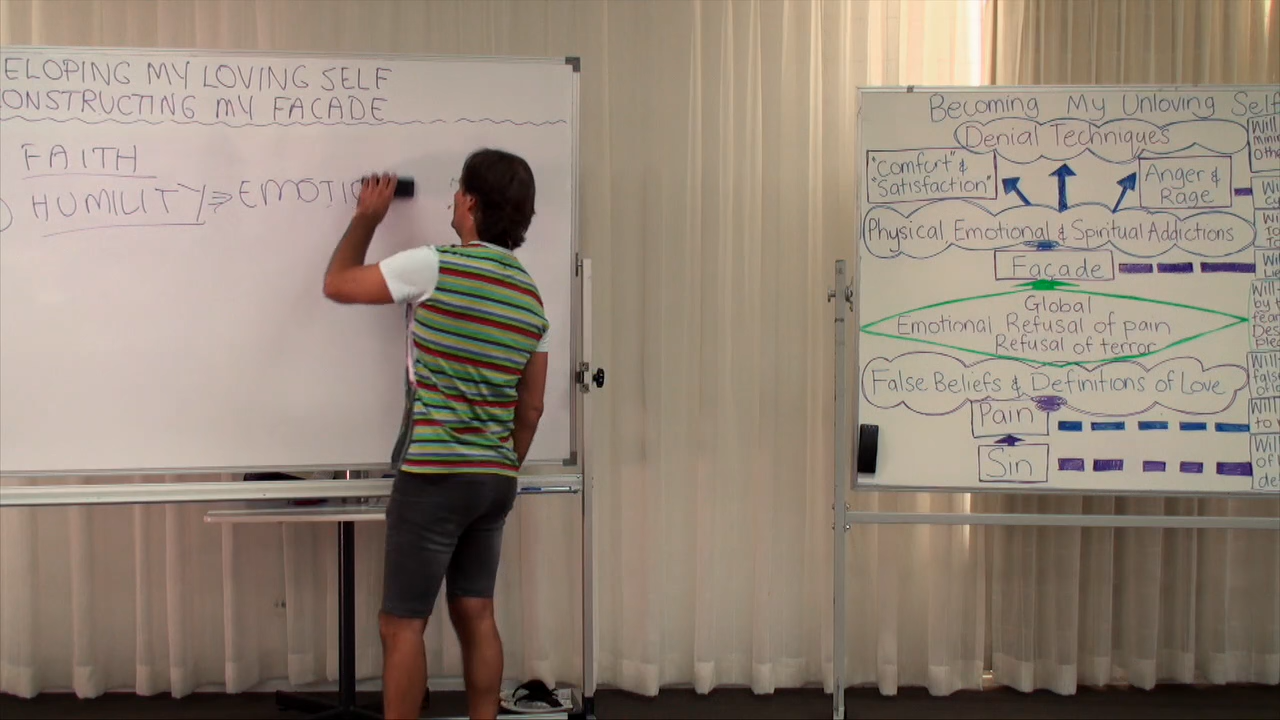 ELOPING MY LOVING SELF
ONSTRUCTING MY FACADE
FAITH
HUMILITY => EMOTIO
Becoming My Unloving Self
Denial Techniques
"Comfort" &
"Satisfaction"
Anger &
Rage
Physical Emotional & Spiritual Addictions
Façade
Global
Emotional Refusal of pain
Refusal of terror
False Beliefs & Definitions of Love
Pain
Sin
Will